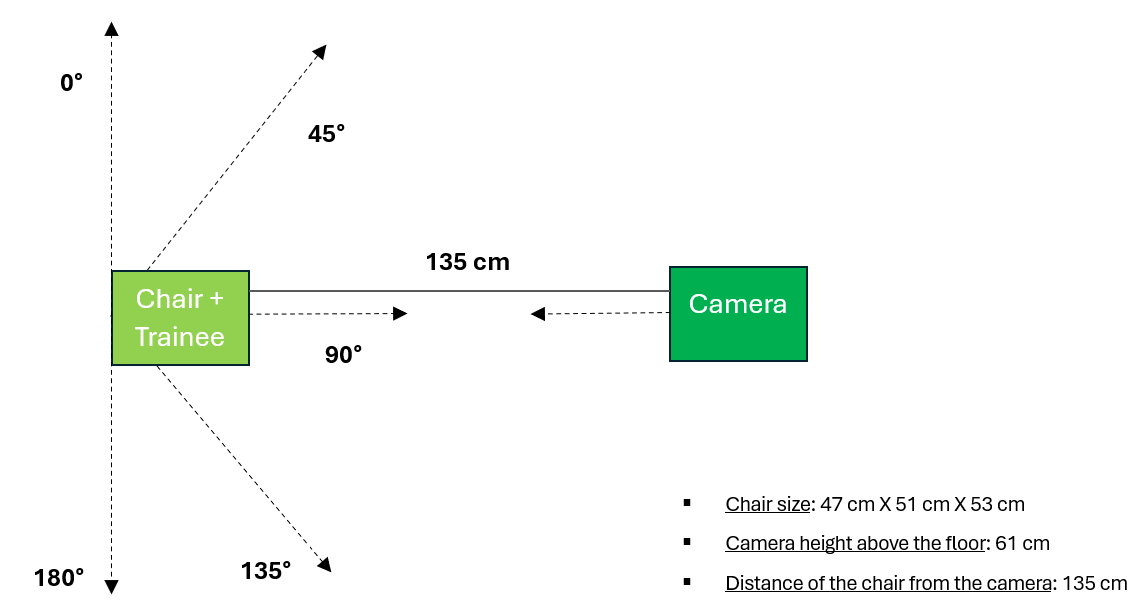 0°
45°
135 cm
Chair +
Trainee
Camera
90°
180°
135°
▪ Chair size: 47 cm X 51 cm X 53 cm
▪ Camera height above the floor: 61 cm
▪ Distance of the chair from the camera: 135 cm